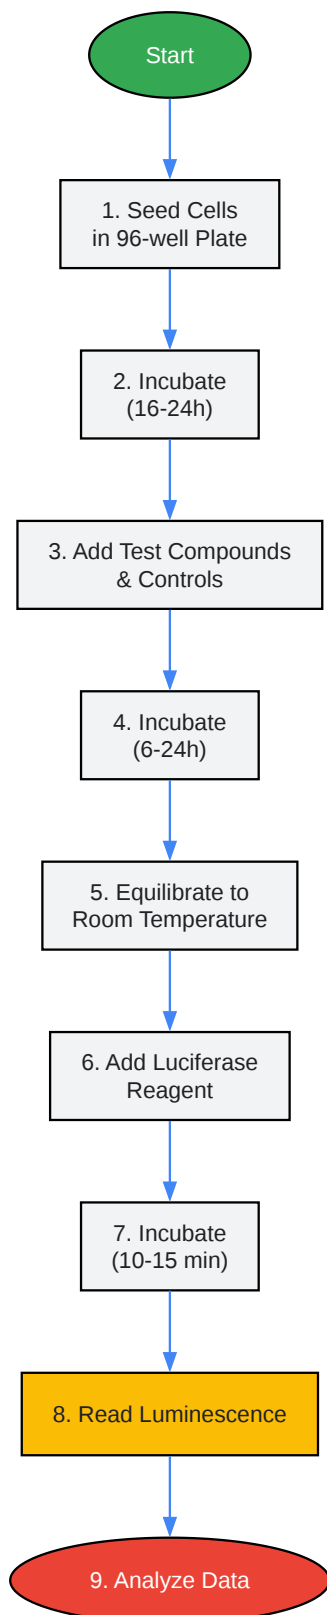 Start
1. Seed Cells
in 96-well Plate
2. Incubate
(16-24h)
3. Add Test Compounds
& Controls
4. Incubate
(6-24h)
5. Equilibrate to
Room Temperature
6. Add Luciferase
Reagent
7. Incubate
(10-15 min)
8. Read Luminescence
9. Analyze Data